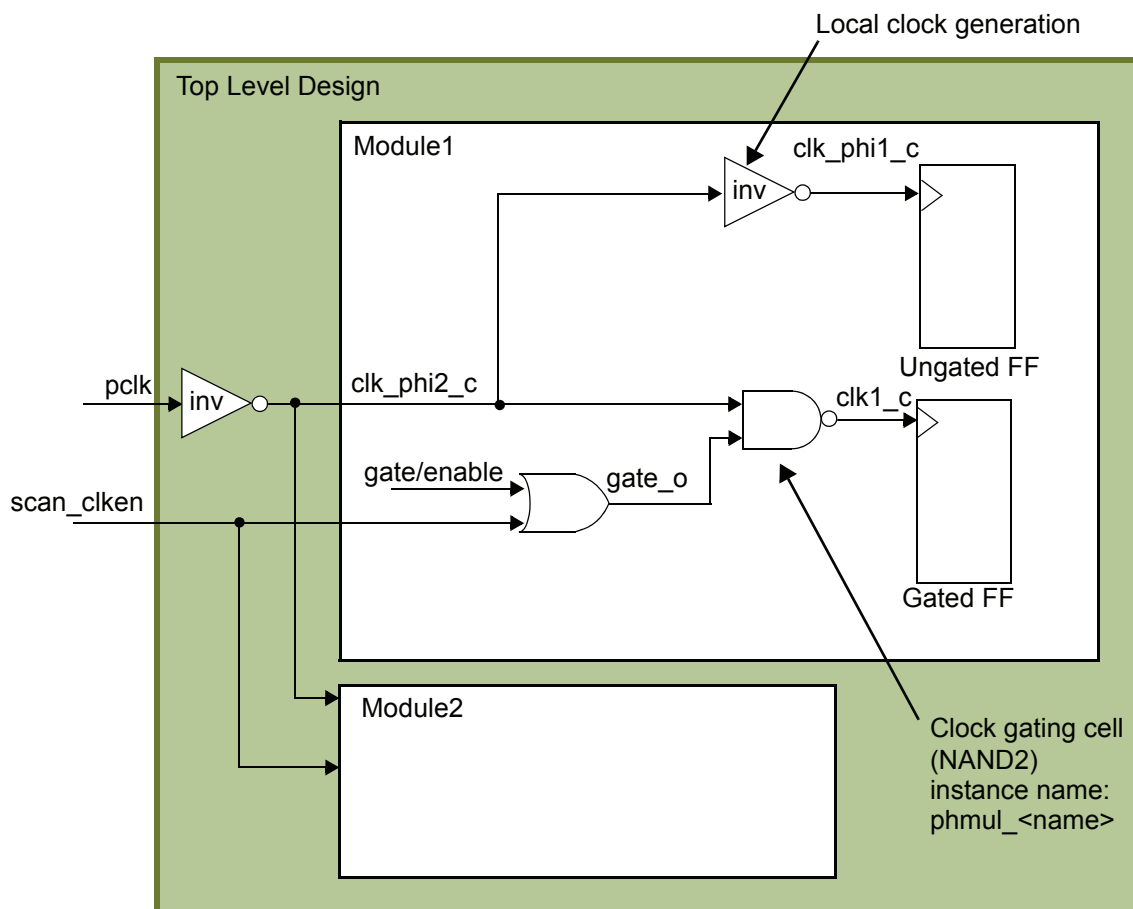 Local clock generation
Top Level Design
Module1
clk_phi1_c
inv
Ungated FF
pclk
inv
clk_phi2_c
clk1_c
gate/enable
gate_o
scan_clken
Gated FF
Module2
Clock gating cell
(NAND2)
instance name:
phmul_<name>